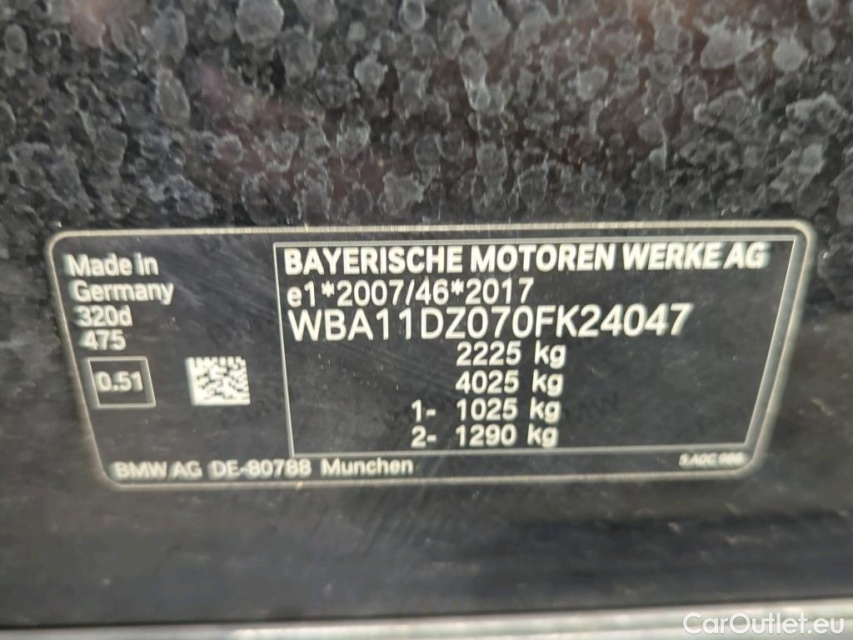 Made in
Germany
320d
475
0.51
BAYERISCHE MOTOREN WERKE AG
e1*2007/46*2017
WBA11DZ070FK24047
2225 kg
4025 kg
1- 1025 kg
2- 1290 kg
BMW AG DE-80788 Munchen
CarOutlet.eu